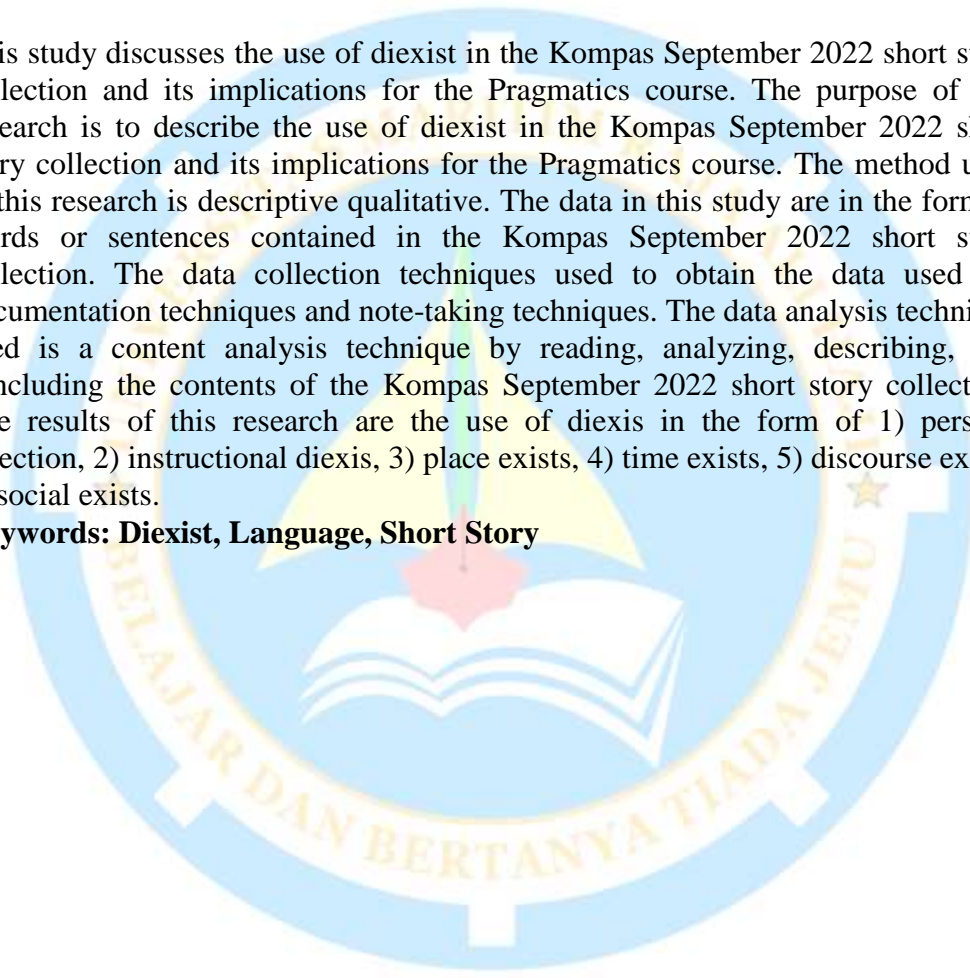 is study discusses the use of diexist in the Kompas September 2022 short st
lection and its implications for the Pragmatics course. The purpose of
earch is to describe the use of diexist in the Kompas September 2022 s
ry collection and its implications for the Pragmatics course. The method u
this research is descriptive qualitative. The data in this study are in the form
rds or sentences contained in the Kompas September 2022 short st
llection. The data collection techniques used to obtain the data used
cumentation techniques and note-taking techniques. The data analysis techni
ed is a content analysis technique by reading, analyzing, describing,
ncluding the contents of the Kompas September 2022 short story collect
e results of this research are the use of diexis in the form of 1) pers
ection, 2) instructional diexis, 3) place exists, 4) time exists, 5) discourse ex
social exists.
ywords: Diexist, Language, Short Story
BELAJAR DAN BERTANYA TIADA JEMU